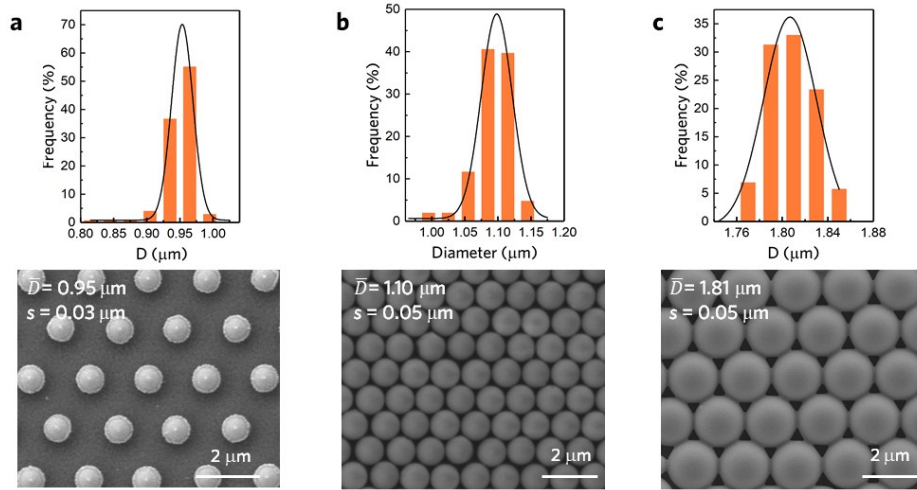 a
70
60
50
40
30
20
10
0
Frequency (%)
0.80 0.85 0.90 0.95 1.00
D (μm)
D̅ = 0.95 μm
s = 0.03 μm
2 μm
b
50
40
30
20
10
0
Frequency (%)
1.00 1.05 1.10 1.15 1.20
Diameter (μm)
D̅ = 1.10 μm
s = 0.05 μm
2 μm
c
35
30
25
20
15
10
5
0
Frequency (%)
1.76 1.80 1.84 1.88
D (μm)
D̅ = 1.81 μm
s = 0.05 μm
2 μm